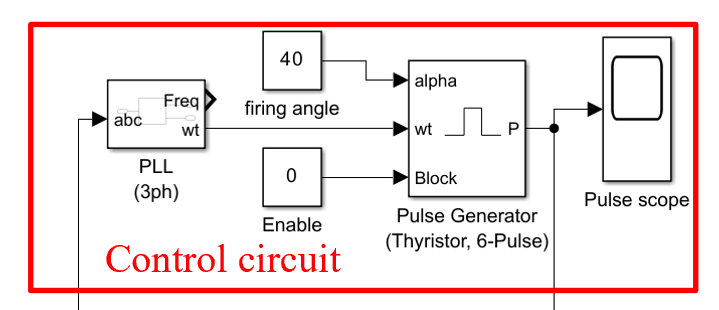 40
firing angle
Freq
abc
wt
PLL
(3ph)
0
Enable
alpha
wt
P
Block
Pulse Generator
(Thyristor, 6-Pulse)
Pulse scope
Control circuit